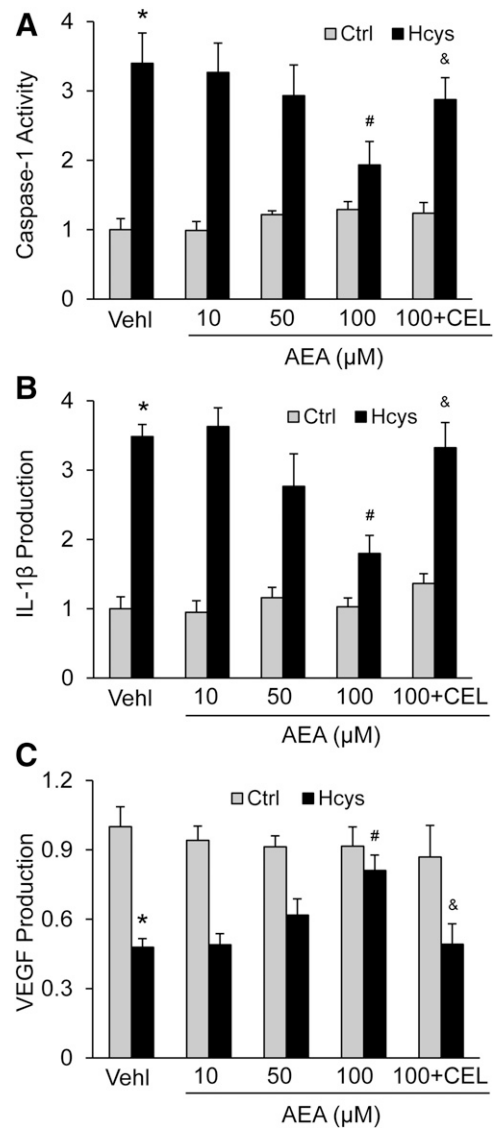 A
Caspase-1 Activity
4
3
2
1
0
Ctrl Hcys
*
#
&
Vehl 10 50 100 100+CEL
AEA (µM)
B
IL-1β Production
4
3
2
1
0
Ctrl Hcys
*
#
&
Vehl 10 50 100 100+CEL
AEA (µM)
C
VEGF Production
1.2
0.9
0.6
0.3
0
Ctrl Hcys
*
#
&
Vehl 10 50 100 100+CEL
AEA (µM)